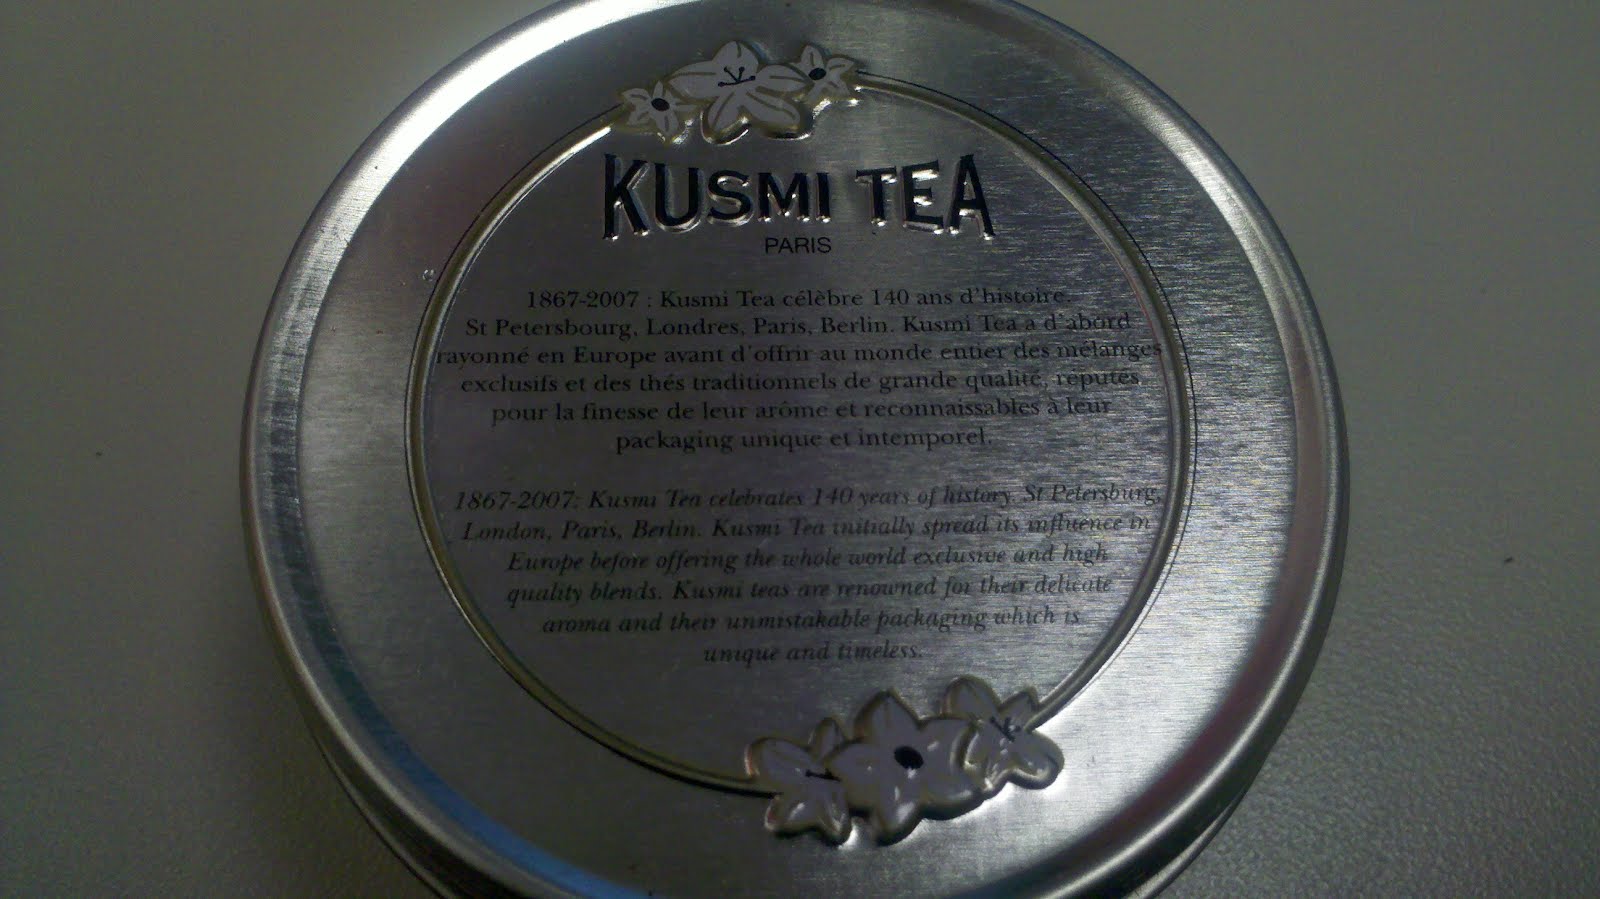 KUSMI TEA
PARIS
1867-2007 : Kusmi Tea célèbre 140 ans d'histoire.
St Petersbourg, Londres, Paris, Berlin. Kusmi Tea a d'abord
rayonné en Europe avant d'offrir au monde entier des mélanges
exclusifs et des thés traditionnels de grande qualité, réputés
pour la finesse de leur arôme et reconnaissables à leur
packaging unique et intemporel.
1867-2007: Kusmi Tea celebrates 140 years of history. St Petersburg,
London, Paris, Berlin. Kusmi Tea initially spread its influence in
Europe before offering the whole world exclusive and high
quality blends. Kusmi teas are renowned for their delicate
aroma and their unmistakable packaging which is
unique and timeless.